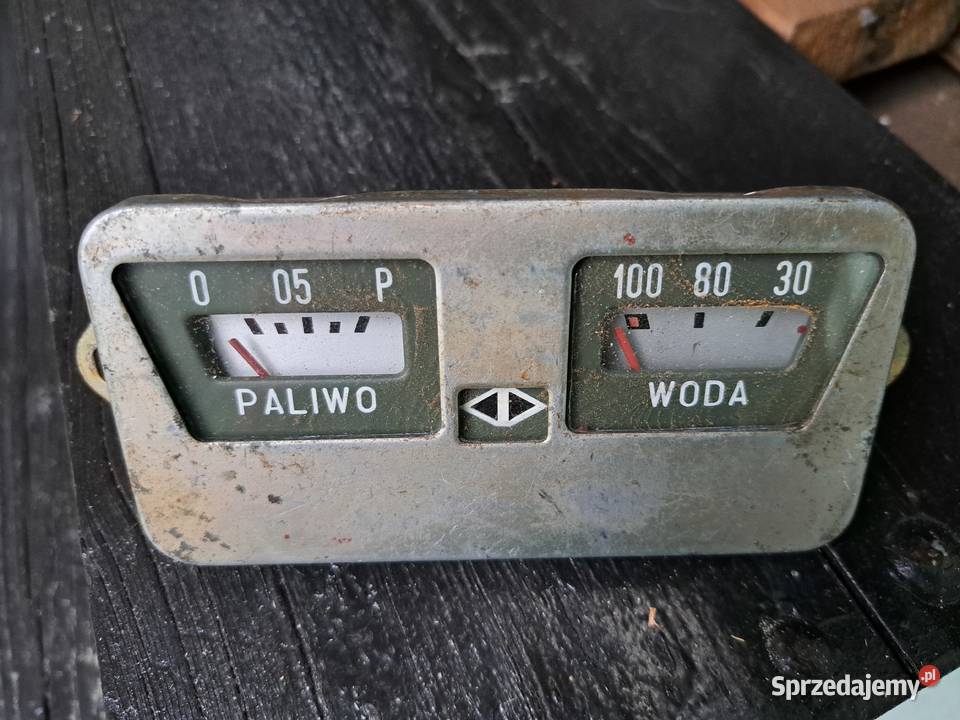 0 05 P
PALIWO
100 80 30
WODA
Sprzedajemy.pl